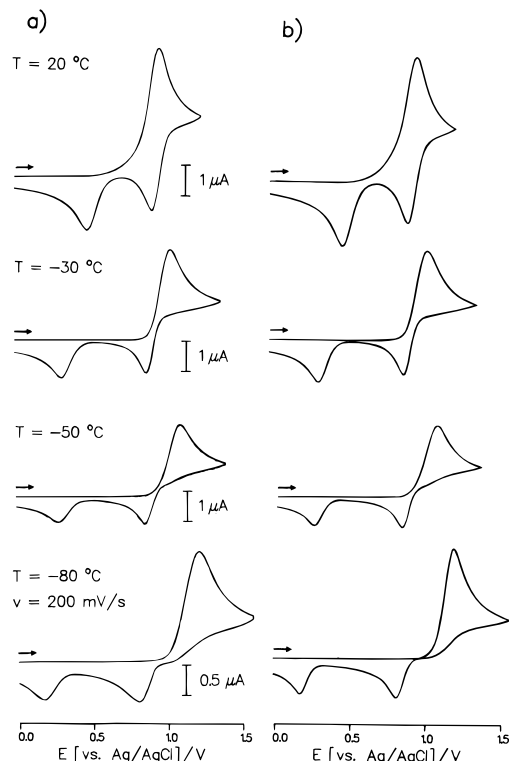 a) b)
T = 20 °C
1 μA
T = −30 °C
1 μA
T = −50 °C
1 μA
T = −80 °C
v = 200 mV/s
0.5 μA
0.0 0.5 1.0 1.5 0.0 0.5 1.0 1.5
E [vs. Ag/AgCl]/V E [vs. Ag/AgCl]/V